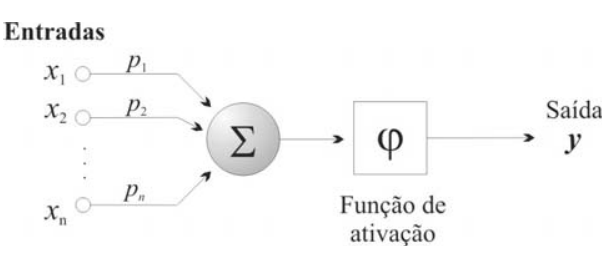 Entradas
x₁ p₁
x₂ p₂
xₙ pₙ
Σ
φ
Saída
y
Função de
ativação